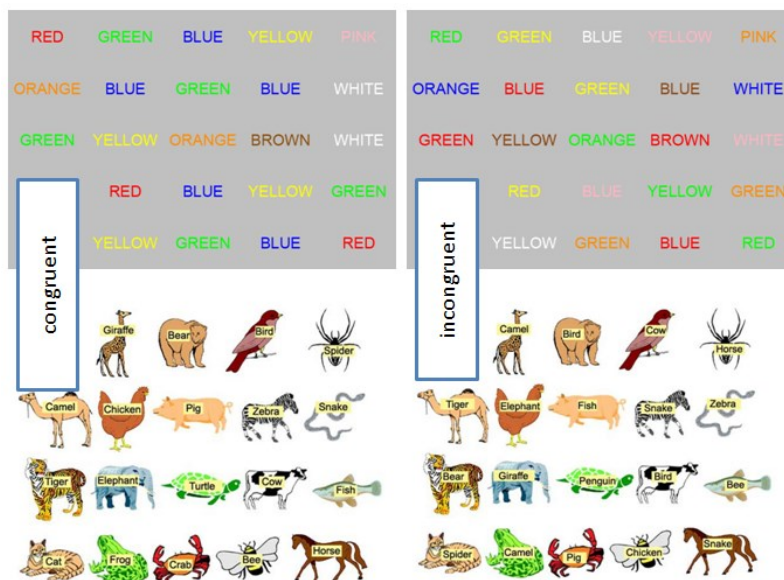 RED GREEN BLUE YELLOW PINK
ORANGE BLUE GREEN BLUE WHITE
GREEN YELLOW ORANGE BROWN WHITE
RED BLUE YELLOW GREEN
YELLOW GREEN BLUE RED
congruent
Giraffe Bear Bird Spider
Camel Chicken Pig Zebra Snake
Tiger Elephant Turtle Cow Fish
Cat Frog Crab Bee Horse
RED GREEN BLUE YELLOW PINK
ORANGE BLUE GREEN BLUE WHITE
GREEN YELLOW ORANGE BROWN WHITE
RED BLUE YELLOW GREEN
YELLOW GREEN BLUE RED
incongruent
Camel Bird Cow Horse
Tiger Elephant Fish Snake Zebra
Bear Giraffe Penguin Bird Bee
Spider Camel Pig Chicken Snake